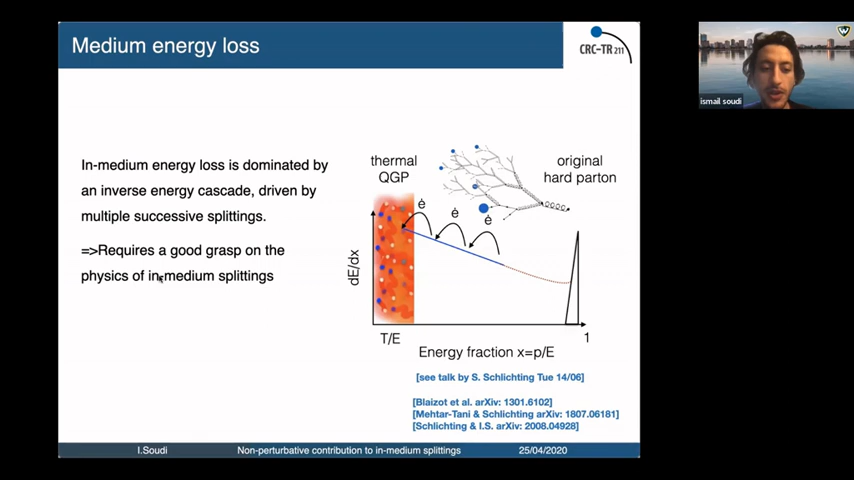 Medium energy loss
CRC-TR 211
ismail soudi
In-medium energy loss is dominated by
an inverse energy cascade, driven by
multiple successive splittings.
=>Requires a good grasp on the
physics of in-medium splittings
thermal
QGP
original
hard parton
ė
ė
ė
dE/dx
T/E
1
Energy fraction x=p/E
[see talk by S. Schlichting Tue 14/06]
[Blaizot et al. arXiv: 1301.6102]
[Mehtar-Tani & Schlichting arXiv: 1807.06181]
[Schlichting & I.S. arXiv: 2008.04928]
I.Soudi
Non-perturbative contribution to in-medium splittings
25/04/2020